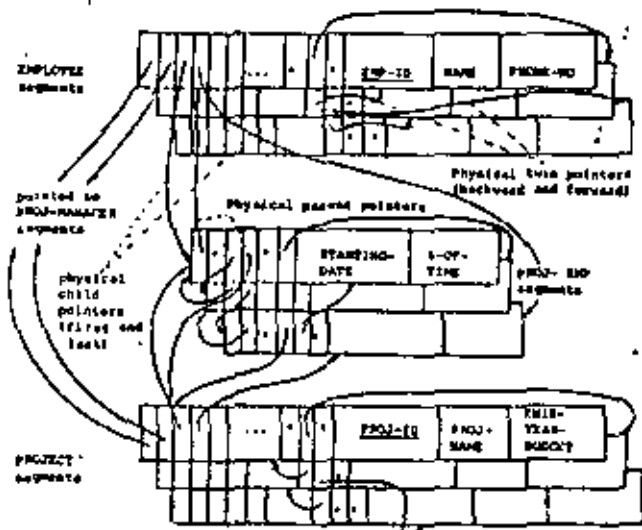 EMPLOYEE
segments
...
EMP-ID
NAME
PHONE-NO
Physical twin pointers
(backward and forward)
pointed to
PROJ-MANAGER
segments
Physical parent pointers
physical
child
pointers
(first and
last)
STARTING-
DATE
%-OF-
TIME
PROJ-EMP
segments
PROJECT
segments
...
PROJ-ID
PROJ-
NAME
THIS-
YEAR-
BUDGET